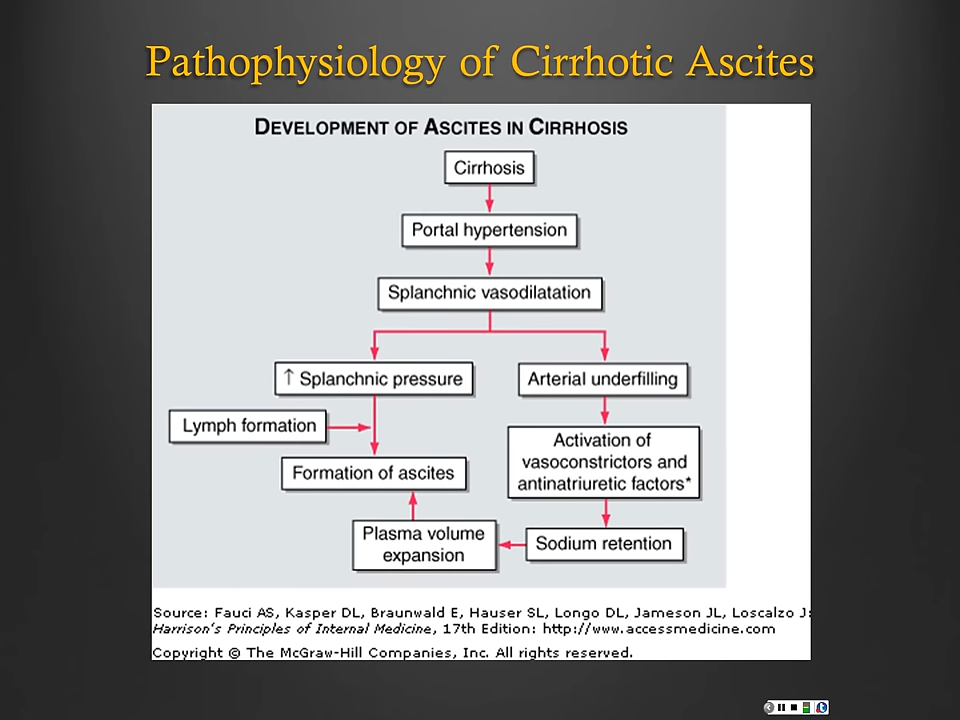 Pathophysiology of Cirrhotic Ascites
DEVELOPMENT OF ASCITES IN CIRRHOSIS
Cirrhosis
Portal hypertension
Splanchnic vasodilatation
↑ Splanchnic pressure
Arterial underfilling
Lymph formation
Activation of
vasoconstrictors and
antinatriuretic factors*
Formation of ascites
Plasma volume
expansion
Sodium retention
Source: Fauci AS, Kasper DL, Braunwald E, Hauser SL, Longo DL, Jameson JL, Loscalzo J:
Harrison's Principles of Internal Medicine, 17th Edition: http://www.accessmedicine.com
Copyright © The McGraw-Hill Companies, Inc. All rights reserved.